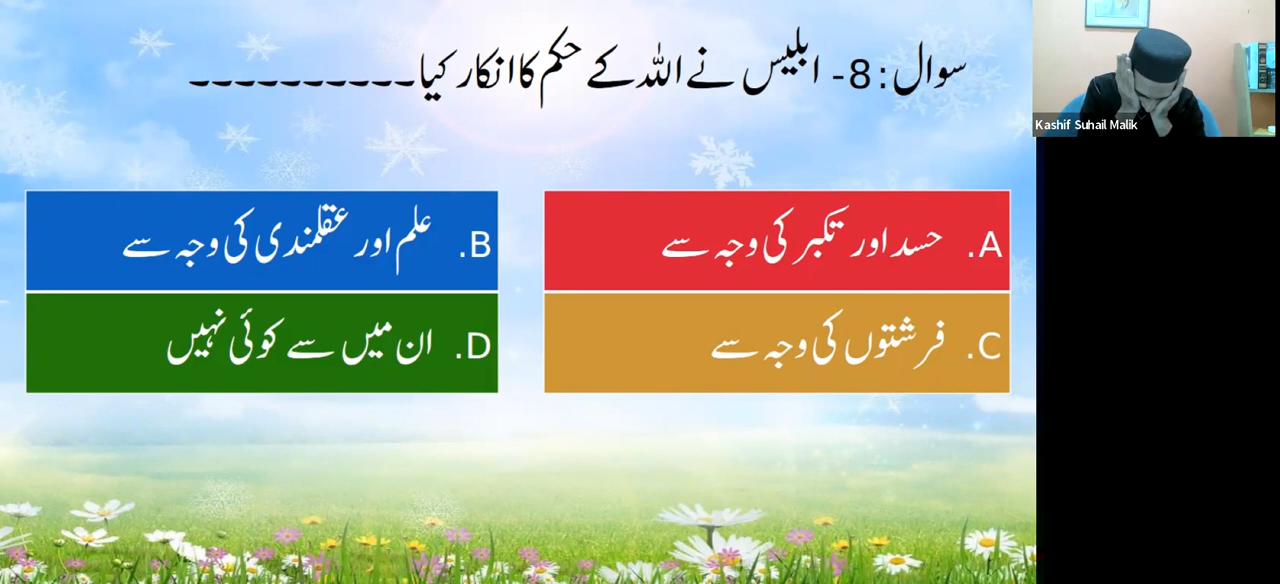 سوال: 8- ابلیس نے اللہ کے حکم کا انکار کیا۔۔۔۔۔۔۔۔۔۔
A. حسد اور تکبر کی وجہ سے
B. علم اور عقلمندی کی وجہ سے
C. فرشتوں کی وجہ سے
D. ان میں سے کوئی نہیں
Kashif Suhail Malik